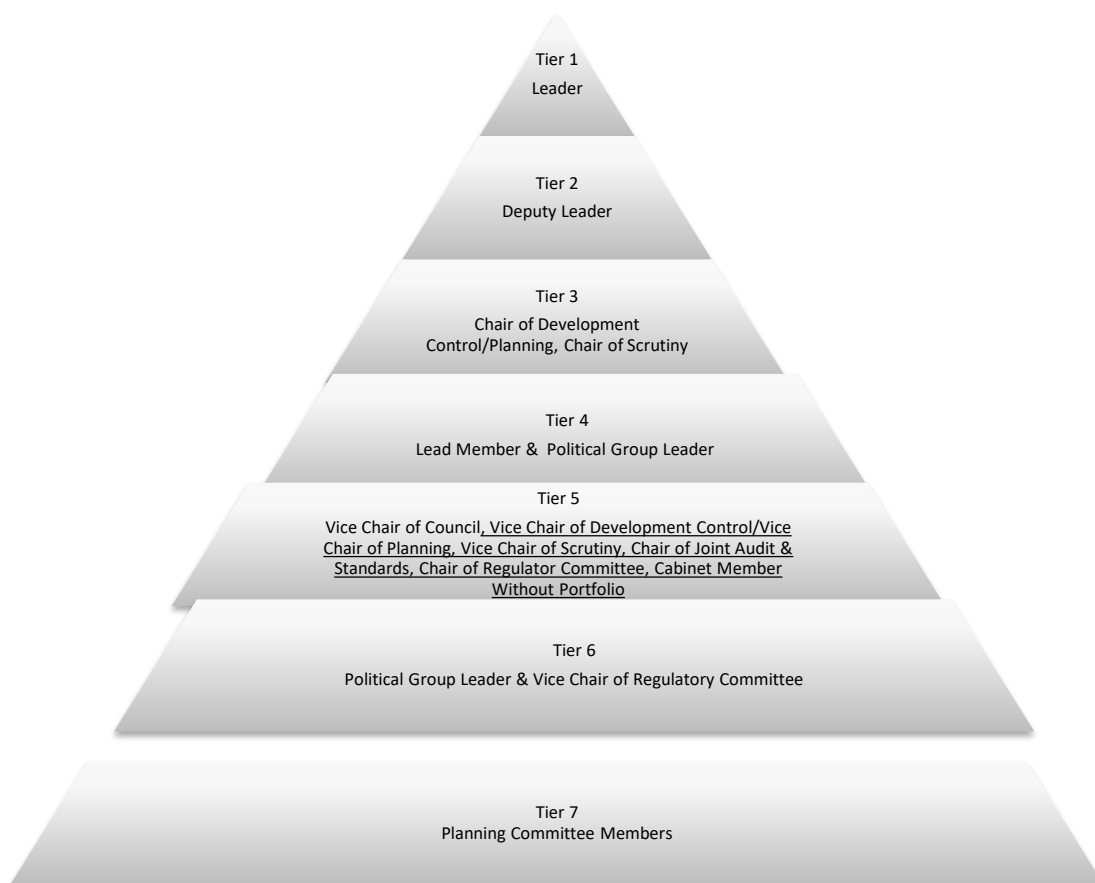 Tier 1
Leader
Tier 2
Deputy Leader
Tier 3
Chair of Development
Control/Planning, Chair of Scrutiny
Tier 4
Lead Member & Political Group Leader
Tier 5
Vice Chair of Council, Vice Chair of Development Control/Vice
Chair of Planning, Vice Chair of Scrutiny, Chair of Joint Audit &
Standards, Chair of Regulator Committee, Cabinet Member
Without Portfolio
Tier 6
Political Group Leader & Vice Chair of Regulatory Committee
Tier 7
Planning Committee Members